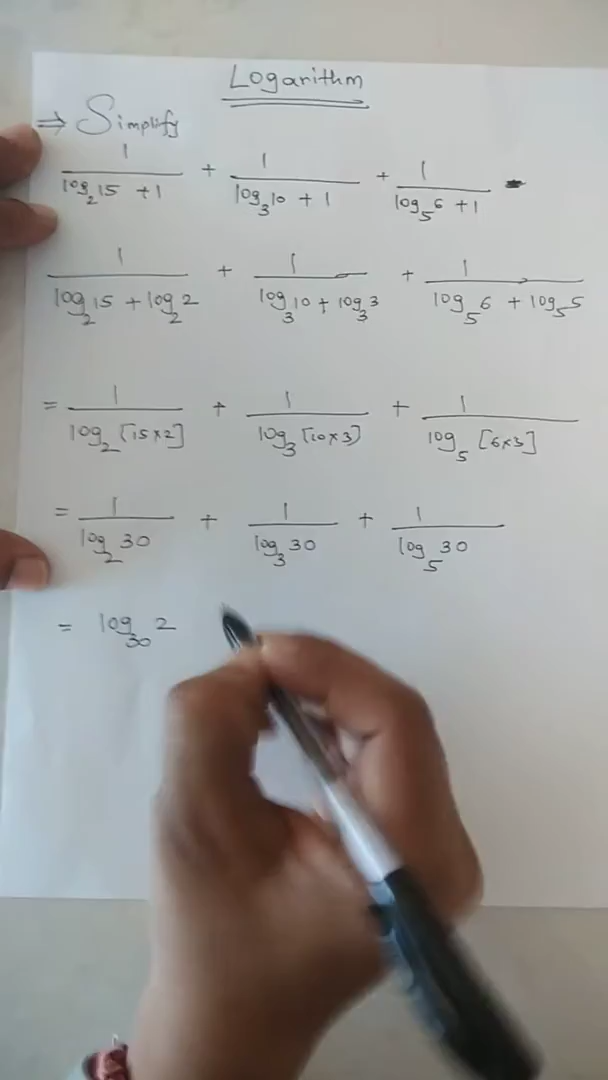 Logarithm
⇒ Simplify
1/(log₂15 + 1) + 1/(log₃10 + 1) + 1/(log₅6 + 1)
1/(log₂15 + log₂2) + 1/(log₃10 + log₃3) + 1/(log₅6 + log₅5)
= 1/(log₂[15×2]) + 1/(log₃[10×3]) + 1/(log₅[6×3])
= 1/(log₂30) + 1/(log₃30) + 1/(log₅30)
= log₃₀2